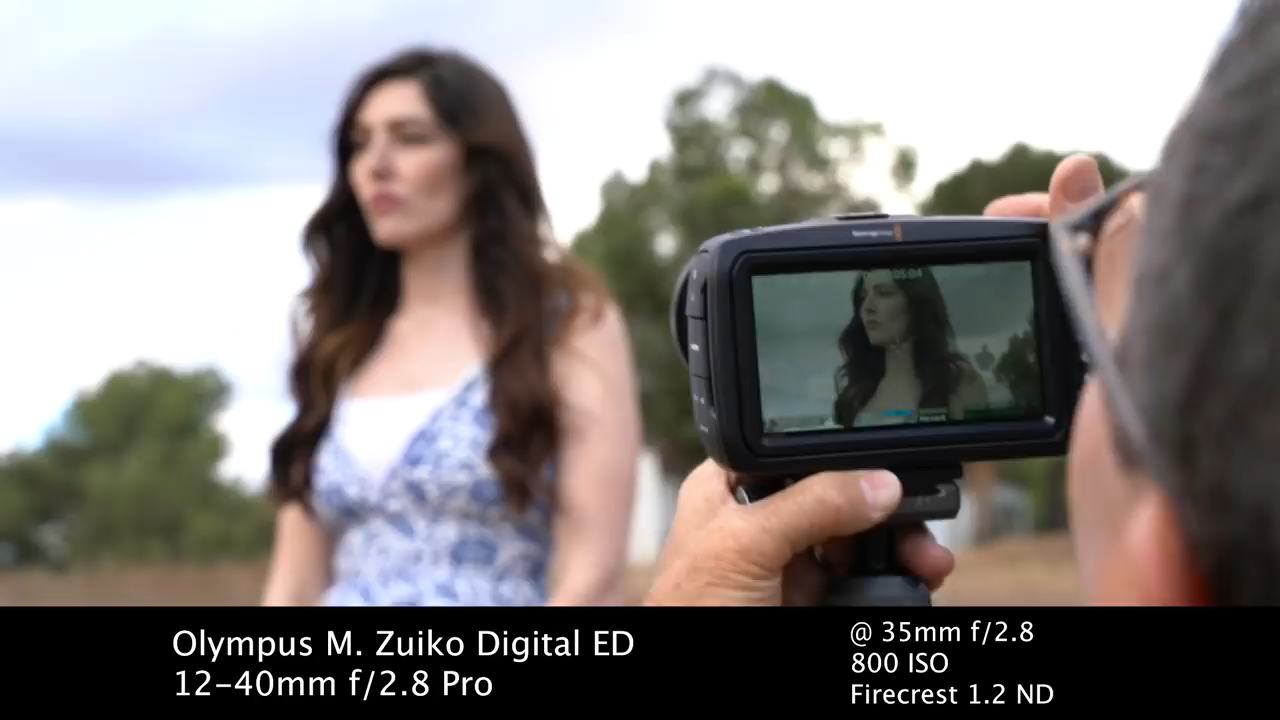 Olympus M. Zuiko Digital ED
12-40mm f/2.8 Pro
@ 35mm f/2.8
800 ISO
Firecrest 1.2 ND